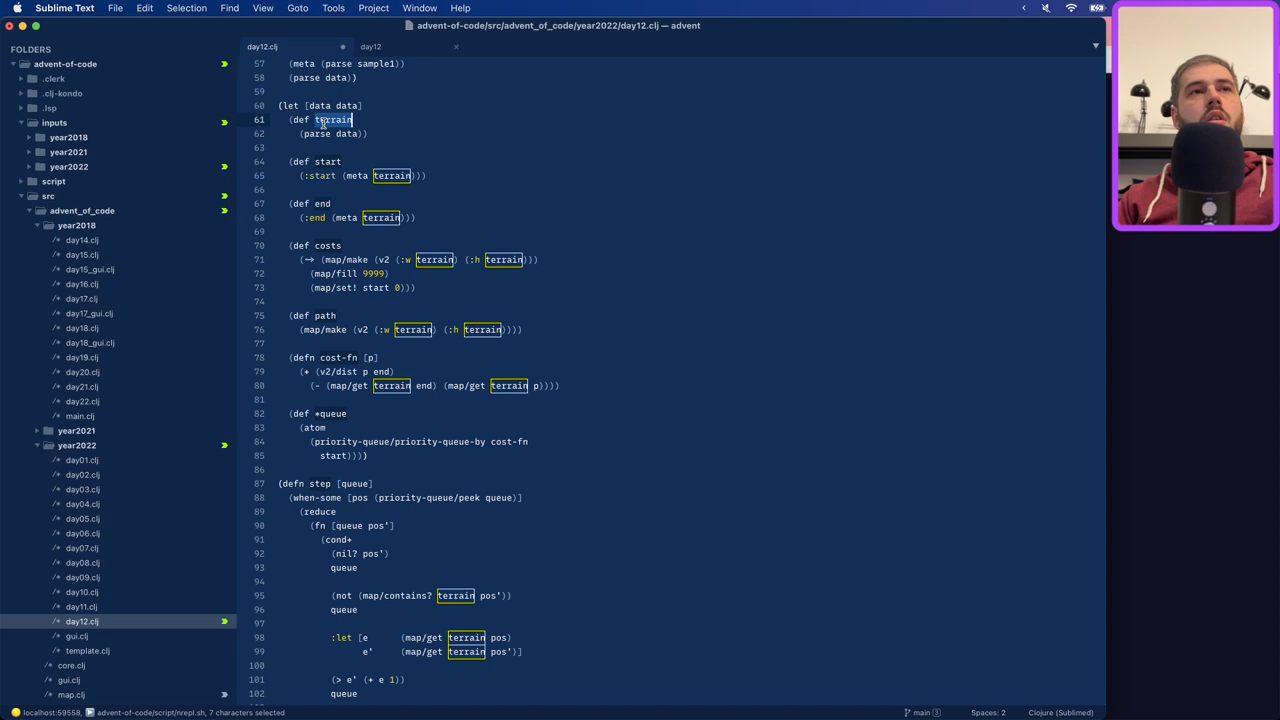 Sublime Text File Edit Selection Find View Goto Tools Project Window Help
advent-of-code/src/advent_of_code/year2022/day12.clj — advent
FOLDERS
advent-of-code
.clerk
.clj-kondo
.lsp
inputs
year2018
year2021
year2022
script
src
advent_of_code
year2018
day14.clj
day15.clj
day15_gui.clj
day16.clj
day17.clj
day17_gui.clj
day18.clj
day18_gui.clj
day19.clj
day20.clj
day21.clj
day22.clj
main.clj
year2021
year2022
day01.clj
day02.clj
day03.clj
day04.clj
day05.clj
day06.clj
day07.clj
day08.clj
day09.clj
day10.clj
day11.clj
day12.clj
gui.clj
template.clj
core.clj
gui.clj
map.clj
day12.clj day12
57 (meta (parse sample1))
58 (parse data))
59
60 (let [data data]
61 (def terrain
62 (parse data))
63
64 (def start
65 (:start (meta terrain)))
66
67 (def end
68 (:end (meta terrain)))
69
70 (def costs
71 (-> (map/make (v2 (:w terrain) (:h terrain)))
72 (map/fill 9999)
73 (map/set! start 0)))
74
75 (def path
76 (map/make (v2 (:w terrain) (:h terrain))))
77
78 (defn cost-fn [p]
79 (+ (v2/dist p end)
80 (- (map/get terrain end) (map/get terrain p))))
81
82 (def *queue
83 (atom
84 (priority-queue/priority-queue-by cost-fn
85 start))))
86
87 (defn step [queue]
88 (when-some [pos (priority-queue/peek queue)]
89 (reduce
90 (fn [queue pos']
91 (cond+
92 (nil? pos')
93 queue
94
95 (not (map/contains? terrain pos'))
96 queue
97
98 :let [e (map/get terrain pos)
99 e' (map/get terrain pos')]
100
101 (> e' (+ e 1))
102 queue
localhost:59558, advent-of-code/script/nrepl.sh, 7 characters selected
main 3 Spaces: 2 Clojure (Sublimed)